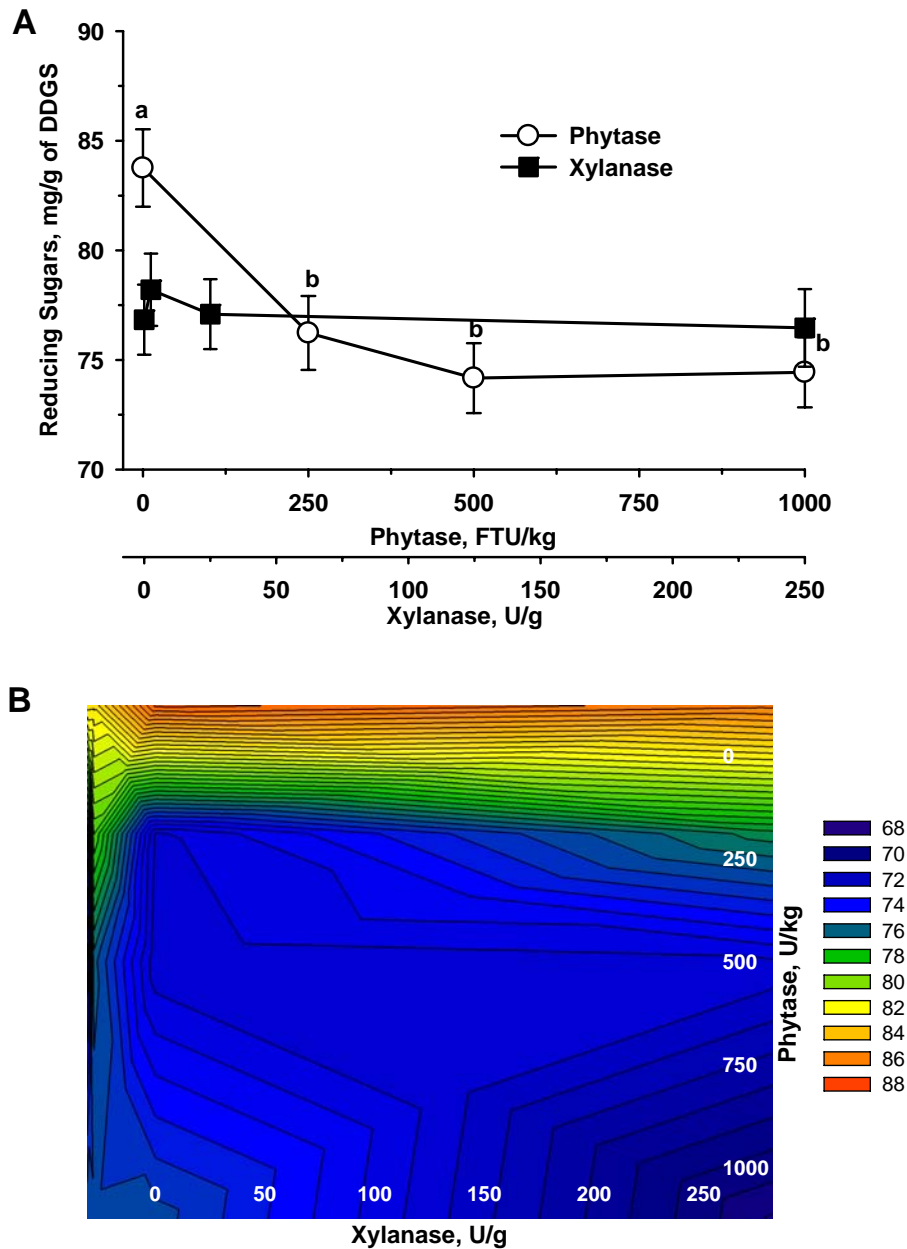 A
90
a
Phytase
85
Xylanase
80
b
b
b
75
70
Reducing Sugars, mg/g of DDGS
0 250 500 750 1000
Phytase, FTU/kg
0 50 100 150 200 250
Xylanase, U/g
B
0
250
500
750
1000
Phytase, U/kg
0 50 100 150 200 250
Xylanase, U/g
68
70
72
74
76
78
80
82
84
86
88